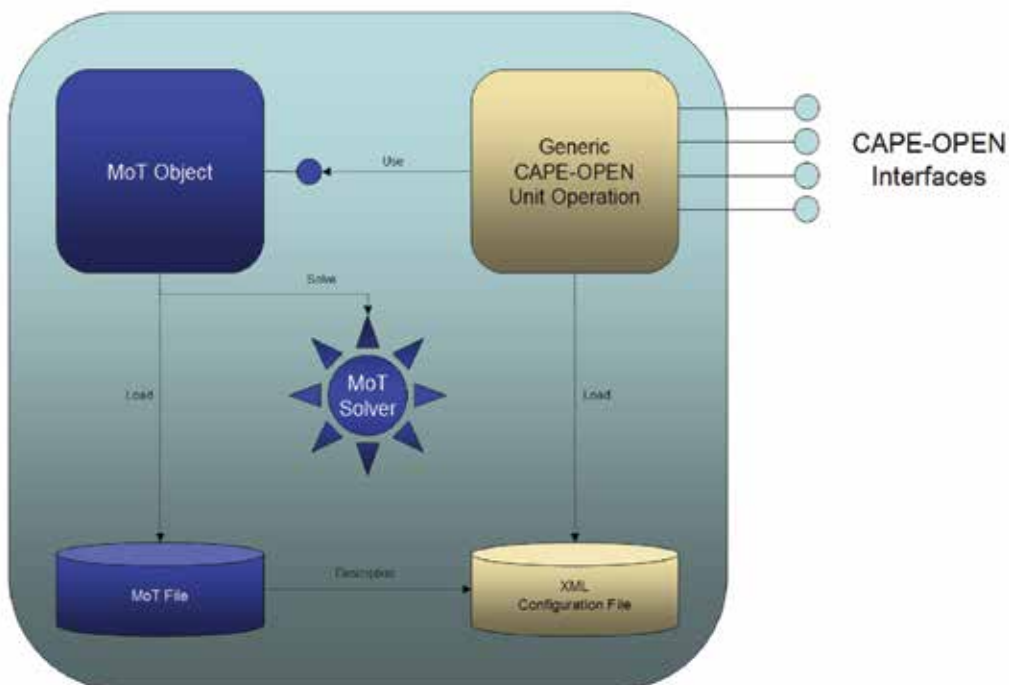 MoT Object
Use
Generic
CAPE-OPEN
Unit Operation
CAPE-OPEN
Interfaces
Solve
MoT
Solver
Load
Load
MoT File
Description
XML
Configuration File